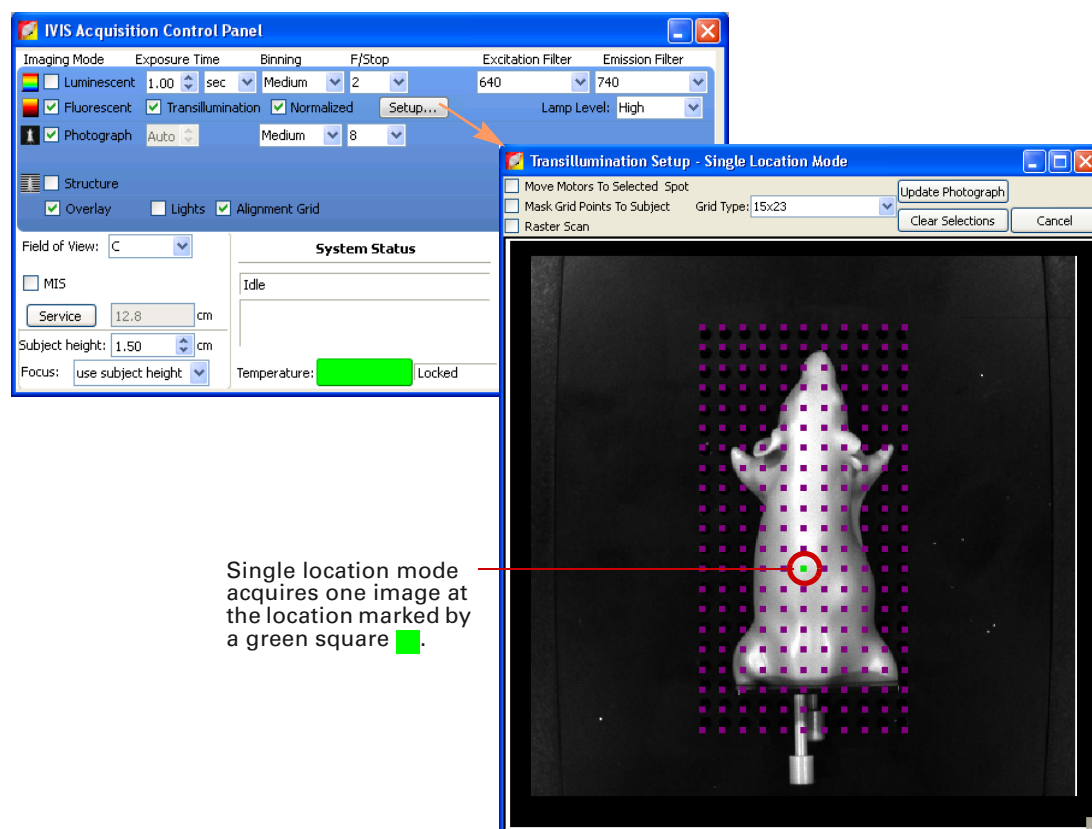 IVIS Acquisition Control Panel
Imaging Mode Exposure Time Binning F/Stop Excitation Filter Emission Filter
Luminescent 1.00 sec Medium 2 640 740
Fluorescent Transillumination Normalized Setup... Lamp Level: High
Photograph Auto Medium 8
Structure
Overlay Lights Alignment Grid
Field of View: C System Status
MIS Idle
Service 12.8 cm
Subject height: 1.50 cm
Focus: use subject height Temperature: Locked
Transillumination Setup - Single Location Mode
Move Motors To Selected Spot Update Photograph
Mask Grid Points To Subject Grid Type: 15x23
Raster Scan Clear Selections Cancel
Single location mode
acquires one image at
the location marked by
a green square .